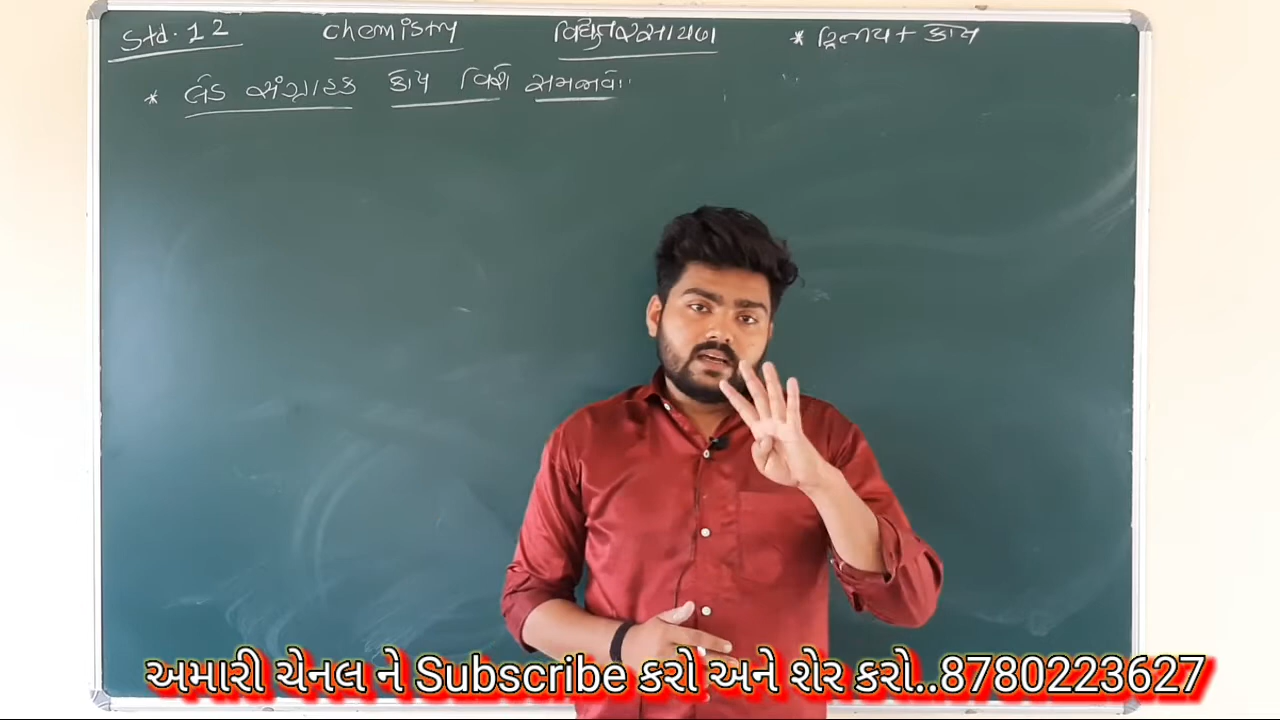 Std. 12 chemistry વિદ્યુતરસાયણ * દ્વિતીય કોષ
* લેડ સંગ્રાહક કોષ વિશે સમજાવો.
અમારી ચેનલ ને Subscribe કરો અને શેર કરો..8780223627